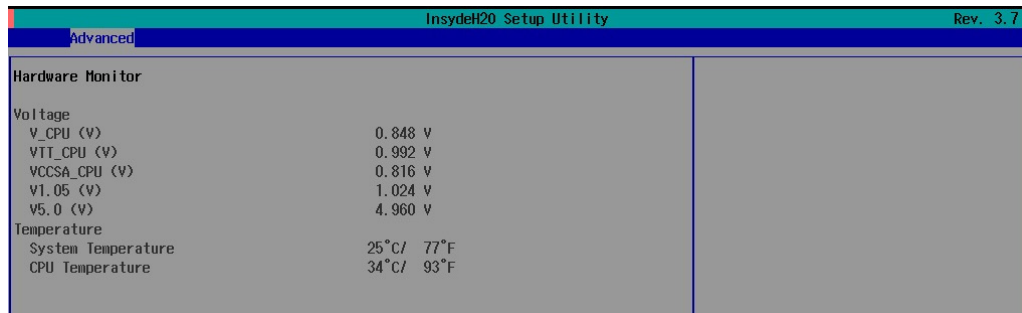 InsydeH20 Setup Utility Rev. 3.7
Advanced
Hardware Monitor
Voltage
V_CPU (V) 0.848 V
VTT_CPU (V) 0.992 V
VCCSA_CPU (V) 0.816 V
V1.05 (V) 1.024 V
V5.0 (V) 4.960 V
Temperature
System Temperature 25°C/ 77°F
CPU Temperature 34°C/ 93°F